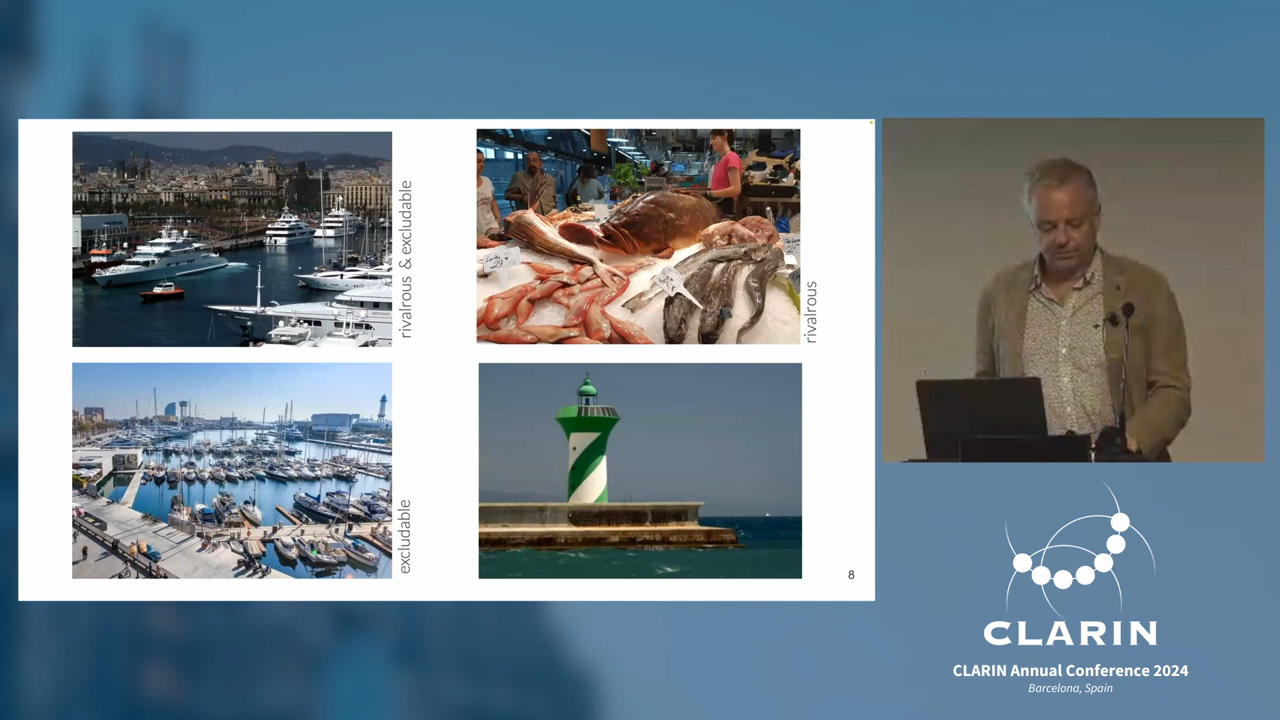 rivalrous & excludable
rivalrous
excludable
8
CLARIN
CLARIN Annual Conference 2024
Barcelona, Spain